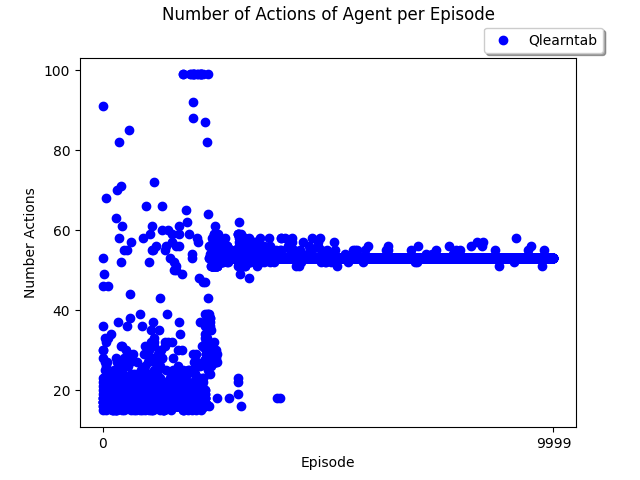 Number of Actions of Agent per Episode
Qlearntab
100
80
60
40
20
Number Actions
0
9999
Episode